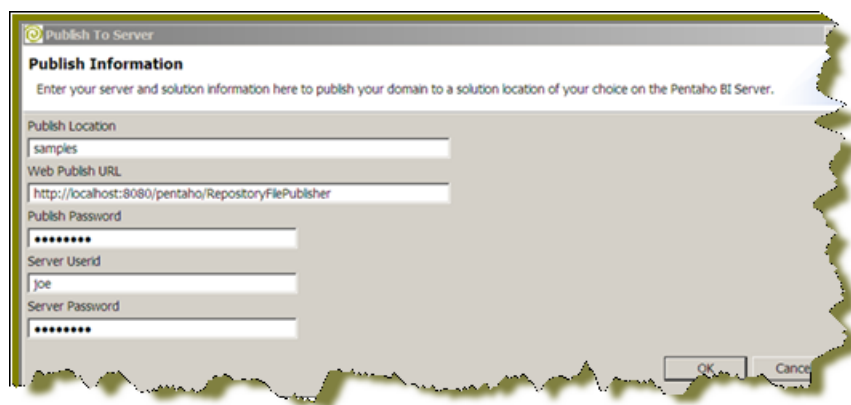 Publish To Server
Publish Information
Enter your server and solution information here to publish your domain to a solution location of your choice on the Pentaho BI Server.
Publish Location
samples
Web Publish URL
http://localhost:8080/pentaho/RepositoryFilePublisher
Publish Password
••••••••
Server Userid
joe
Server Password
••••••••
OK Cance